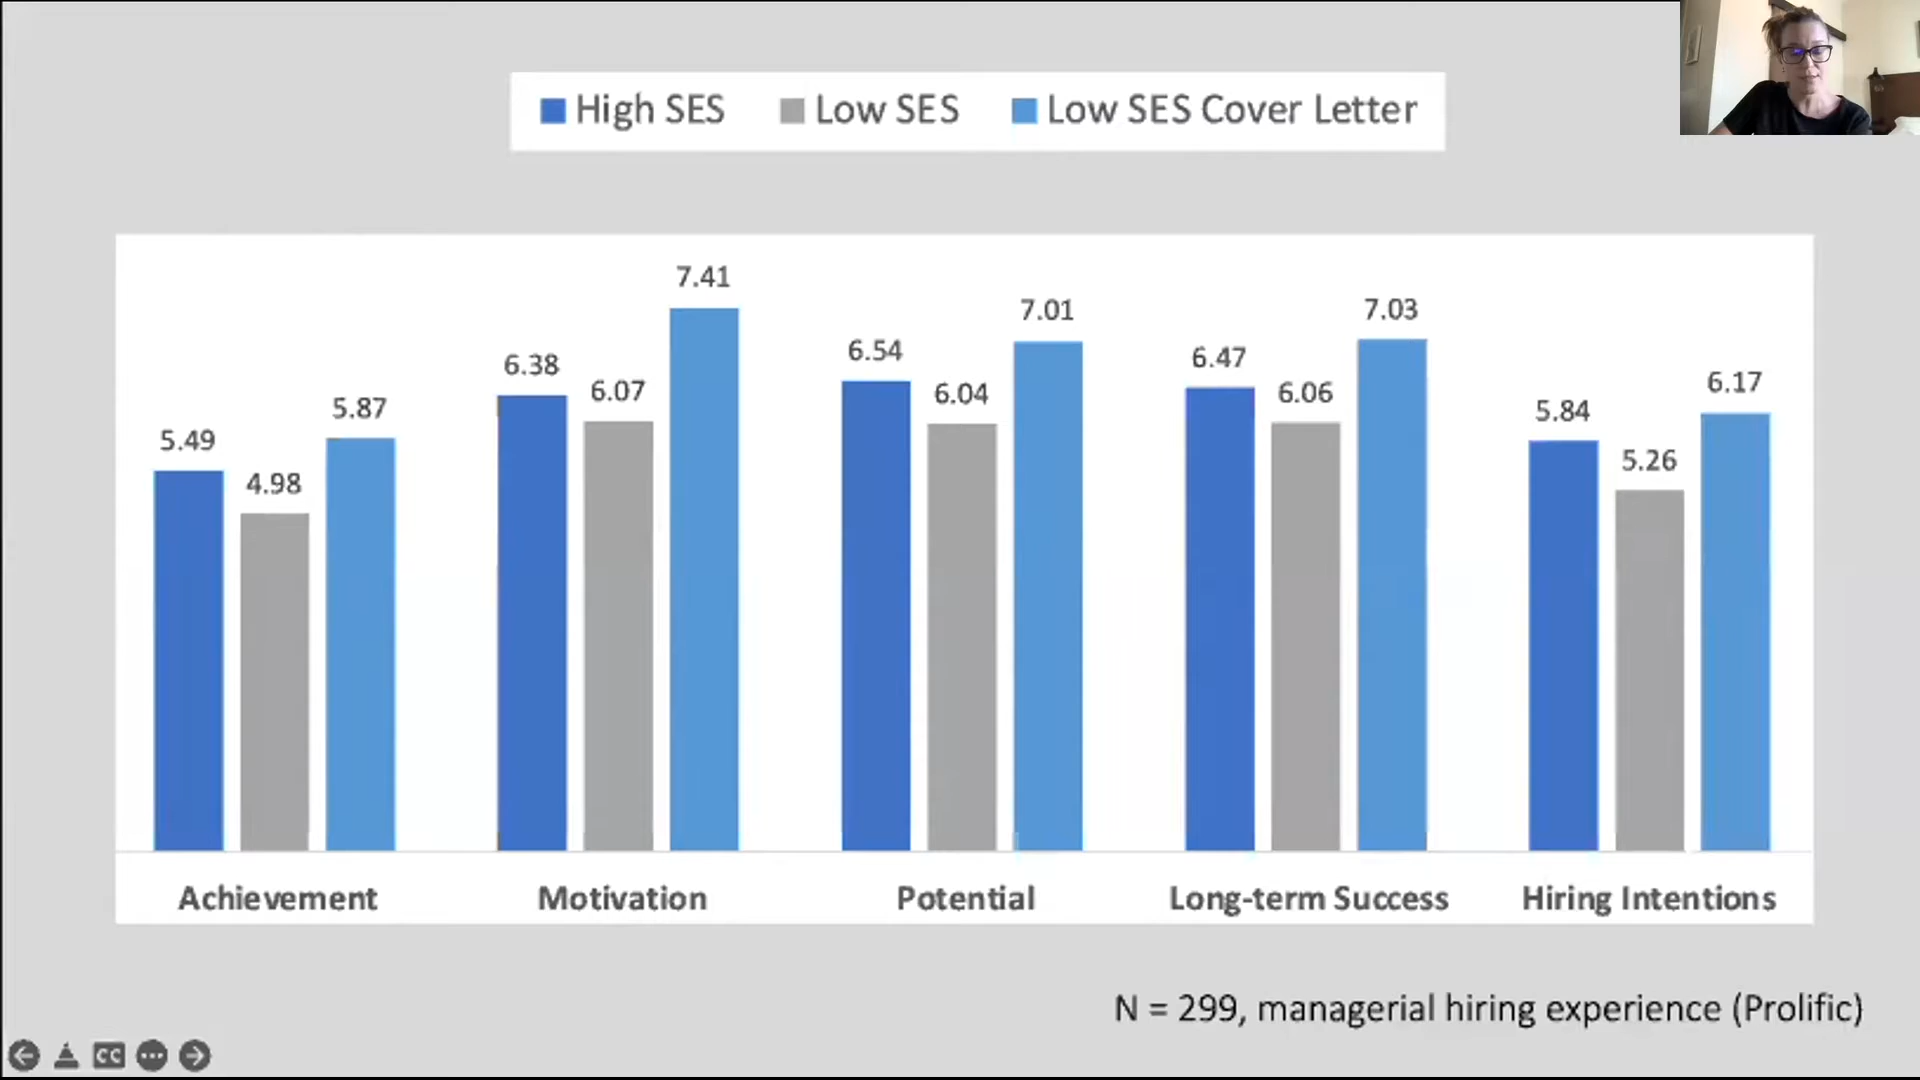 High SES Low SES Low SES Cover Letter
5.49 4.98 5.87
6.38 6.07 7.41
6.54 6.04 7.01
6.47 6.06 7.03
5.84 5.26 6.17
Achievement Motivation Potential Long-term Success Hiring Intentions
N = 299, managerial hiring experience (Prolific)
CC